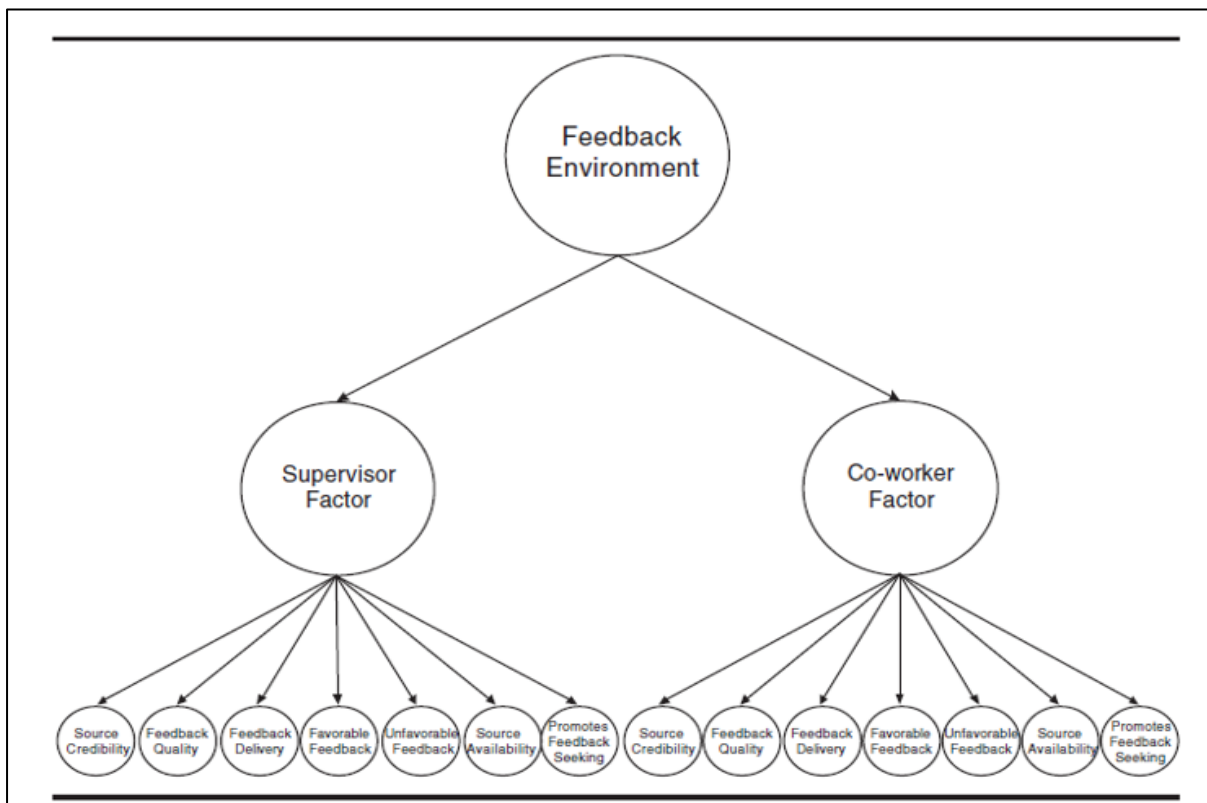 Feedback
Environment
Supervisor
Factor
Co-worker
Factor
Source
Credibility
Feedback
Quality
Feedback
Delivery
Favorable
Feedback
Unfavorable
Feedback
Source
Availability
Promotes
Feedback
Seeking
Source
Credibility
Feedback
Quality
Feedback
Delivery
Favorable
Feedback
Unfavorable
Feedback
Source
Availability
Promotes
Feedback
Seeking